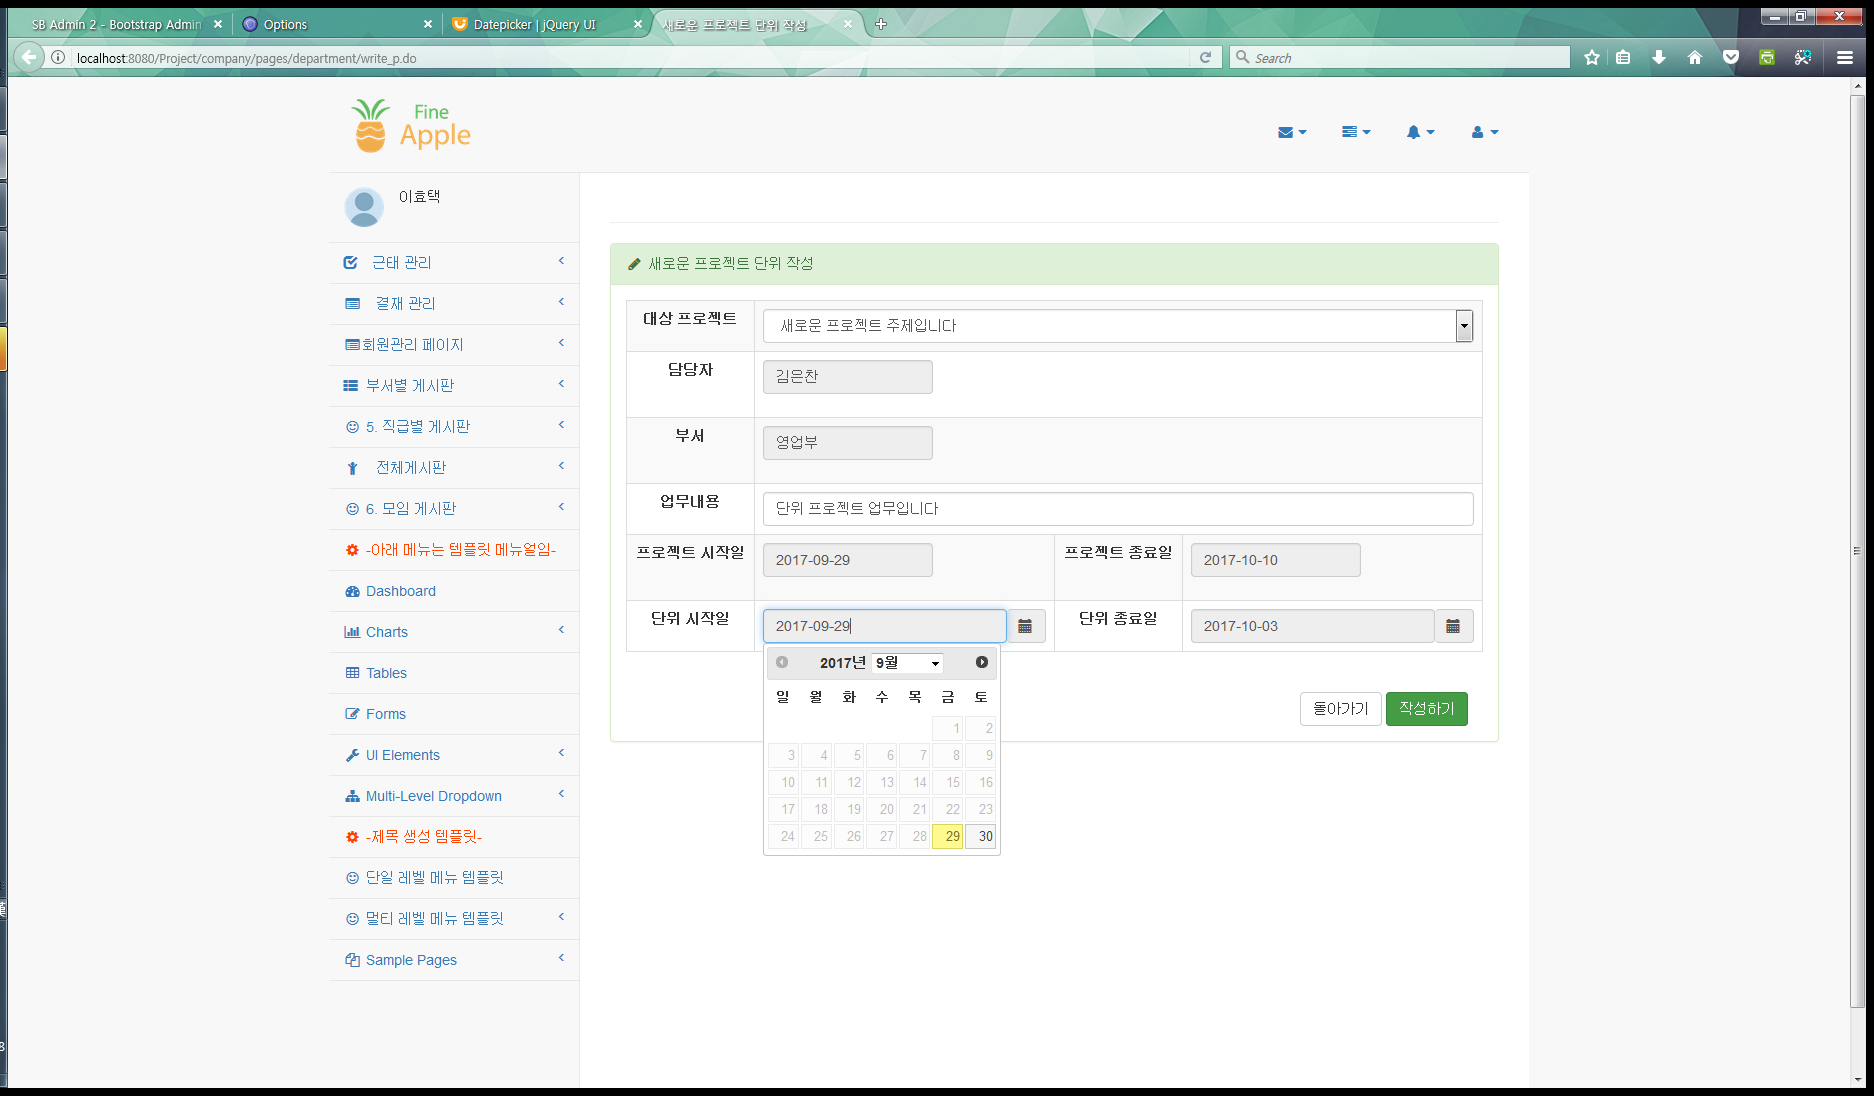 SB Admin 2 - Bootstrap Admin
Options
Datepicker | jQuery UI
새로운 프로젝트 단위 작성
localhost:8080/Project/company/pages/department/write_p.do
Search
Fine
Apple
이효택
근태 관리
결재 관리
회원관리 페이지
부서별 게시판
5. 직급별 게시판
전체게시판
6. 모임 게시판
-아래 메뉴는 템플릿 메뉴얼임-
Dashboard
Charts
Tables
Forms
UI Elements
Multi-Level Dropdown
-제목 생성 템플릿-
단일 레벨 메뉴 템플릿
멀티 레벨 메뉴 템플릿
Sample Pages
새로운 프로젝트 단위 작성
대상 프로젝트 새로운 프로젝트 주제입니다
담당자 김은찬
부서 영업부
업무내용 단위 프로젝트 업무입니다
프로젝트 시작일 2017-09-29 프로젝트 종료일 2017-10-10
단위 시작일 2017-09-29 단위 종료일 2017-10-03
2017년 9월
일 월 화 수 목 금 토
1 2
3 4 5 6 7 8 9
10 11 12 13 14 15 16
17 18 19 20 21 22 23
24 25 26 27 28 29 30
돌아가기 작성하기